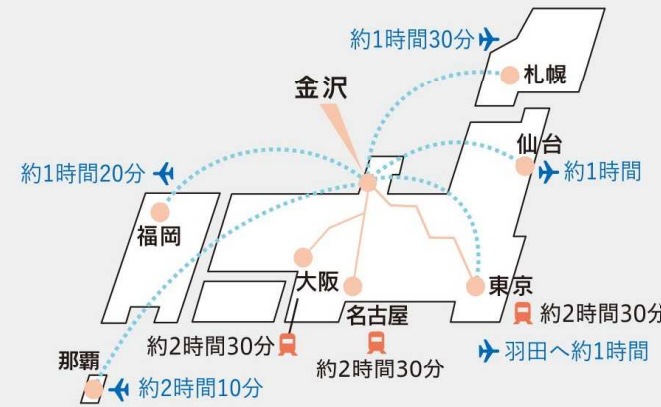 約1時間30分
札幌
金沢
仙台
約1時間
約1時間20分
福岡
大阪
東京
名古屋
約2時間30分
約2時間30分
約2時間30分
羽田へ約1時間
那覇
約2時間10分